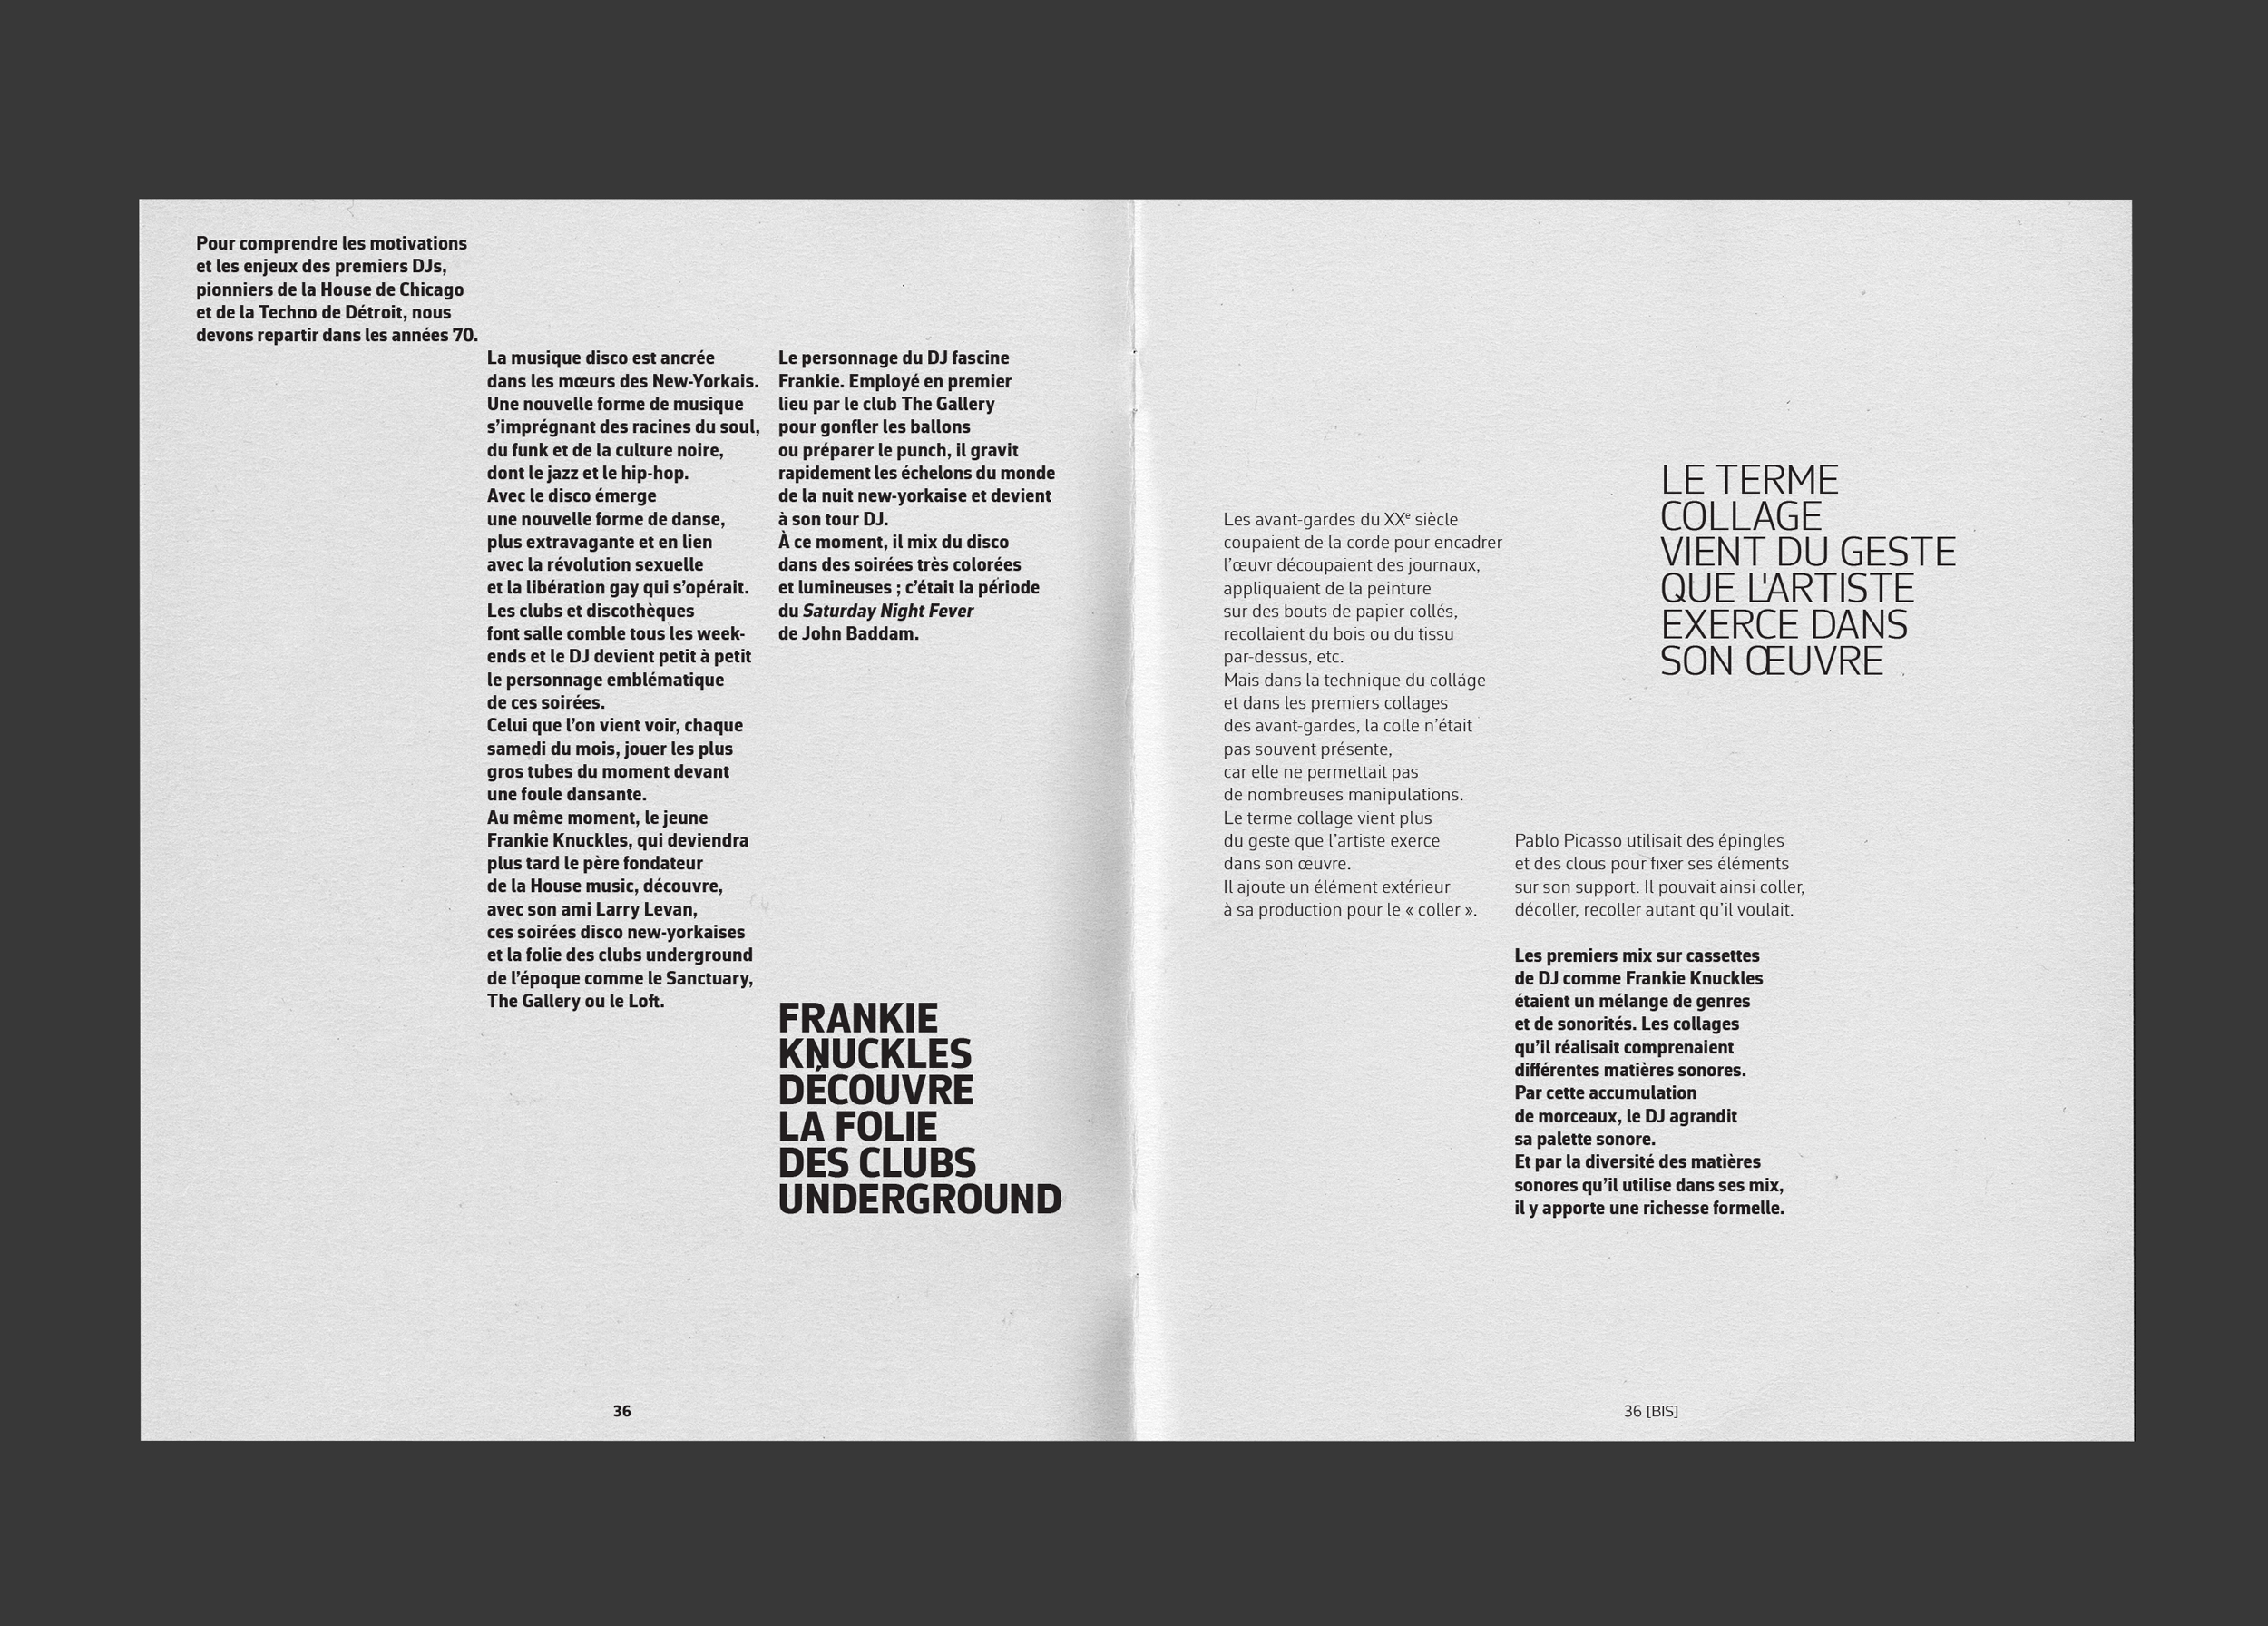 Pour comprendre les motivations
et les enjeux des premiers DJs,
pionniers de la House de Chicago
et de la Techno de Détroit, nous
devons repartir dans les années 70.
La musique disco est ancrée
dans les mœurs des New-Yorkais.
Une nouvelle forme de musique
s’imprégnant des racines du soul,
du funk et de la culture noire,
dont le jazz et le hip-hop.
Avec le disco émerge
une nouvelle forme de danse,
plus extravagante et en lien
avec la révolution sexuelle
et la libération gay qui s’opérait.
Les clubs et discothèques
font salle comble tous les week-
ends et le DJ devient petit à petit
le personnage emblématique
de ces soirées.
Celui que l’on vient voir, chaque
samedi du mois, jouer les plus
gros tubes du moment devant
une foule dansante.
Au même moment, le jeune
Frankie Knuckles, qui deviendra
plus tard le père fondateur
de la House music, découvre,
avec son ami Larry Levan,
ces soirées disco new-yorkaises
et la folie des clubs underground
de l’époque comme le Sanctuary,
The Gallery ou le Loft.
Le personnage du DJ fascine
Frankie. Employé en premier
lieu par le club The Gallery
pour gonfler les ballons
ou préparer le punch, il gravit
rapidement les échelons du monde
de la nuit new-yorkaise et devient
à son tour DJ.
À ce moment, il mix du disco
dans des soirées très colorées
et lumineuses ; c’était la période
du Saturday Night Fever
de John Baddam.
FRANKIE
KNUCKLES
DÉCOUVRE
LA FOLIE
DES CLUBS
UNDERGROUND
36
Les avant-gardes du XXe siècle
coupaient de la corde pour encadrer
l’œuvr découpaient des journaux,
appliquaient de la peinture
sur des bouts de papier collés,
recollaient du bois ou du tissu
par-dessus, etc.
Mais dans la technique du collage
et dans les premiers collages
des avant-gardes, la colle n’était
pas souvent présente,
car elle ne permettait pas
de nombreuses manipulations.
Le terme collage vient plus
du geste que l’artiste exerce
dans son œuvre.
Il ajoute un élément extérieur
à sa production pour le « coller ».
LE TERME
COLLAGE
VIENT DU GESTE
QUE L'ARTISTE
EXERCE DANS
SON ŒUVRE
Pablo Picasso utilisait des épingles
et des clous pour fixer ses éléments
sur son support. Il pouvait ainsi coller,
décoller, recoller autant qu’il voulait.
Les premiers mix sur cassettes
de DJ comme Frankie Knuckles
étaient un mélange de genres
et de sonorités. Les collages
qu’il réalisait comprenaient
différentes matières sonores.
Par cette accumulation
de morceaux, le DJ agrandit
sa palette sonore.
Et par la diversité des matières
sonores qu’il utilise dans ses mix,
il y apporte une richesse formelle.
36 [BIS]